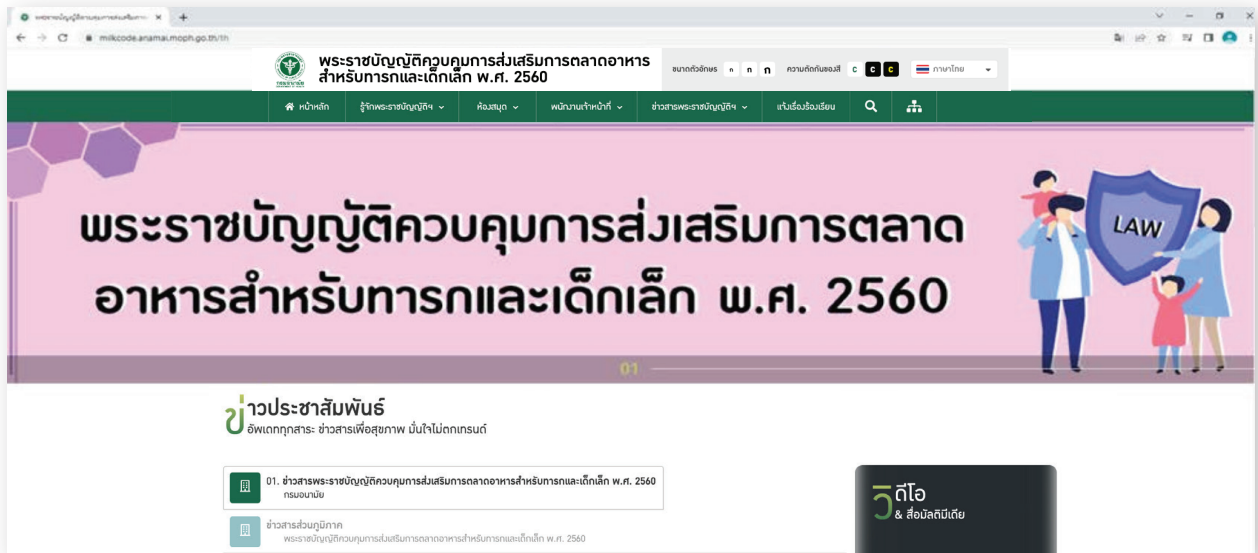 milkcode.anamai.moph.go.th/th
พระราชบัญญัติควบคุมการส่งเสริมการตลาดอาหาร
สำหรับทารกและเด็กเล็ก พ.ศ. 2560
ขนาดตัวอักษร ก ก ก ความตัดกันของสี C C C ภาษาไทย
หน้าหลัก รู้จักพระราชบัญญัติฯ ห้องสมุด พนักงานเจ้าหน้าที่ ข่าวสารพระราชบัญญัติฯ แจ้งเรื่องร้องเรียน
พระราชบัญญัติควบคุมการส่งเสริมการตลาด
อาหารสำหรับทารกและเด็กเล็ก พ.ศ. 2560
LAW
01
ข่าวประชาสัมพันธ์
อัพเดททุกสาระ ข่าวสารเพื่อสุขภาพ มั่นใจไม่ตกเทรนด์
01. ข่าวสารพระราชบัญญัติควบคุมการส่งเสริมการตลาดอาหารสำหรับทารกและเด็กเล็ก พ.ศ. 2560
กรมอนามัย
ข่าวสารส่วนภูมิภาค
พระราชบัญญัติควบคุมการส่งเสริมการตลาดอาหารสำหรับทารกและเด็กเล็ก พ.ศ. 2560
วิดีโอ
& สื่อมัลติมีเดีย